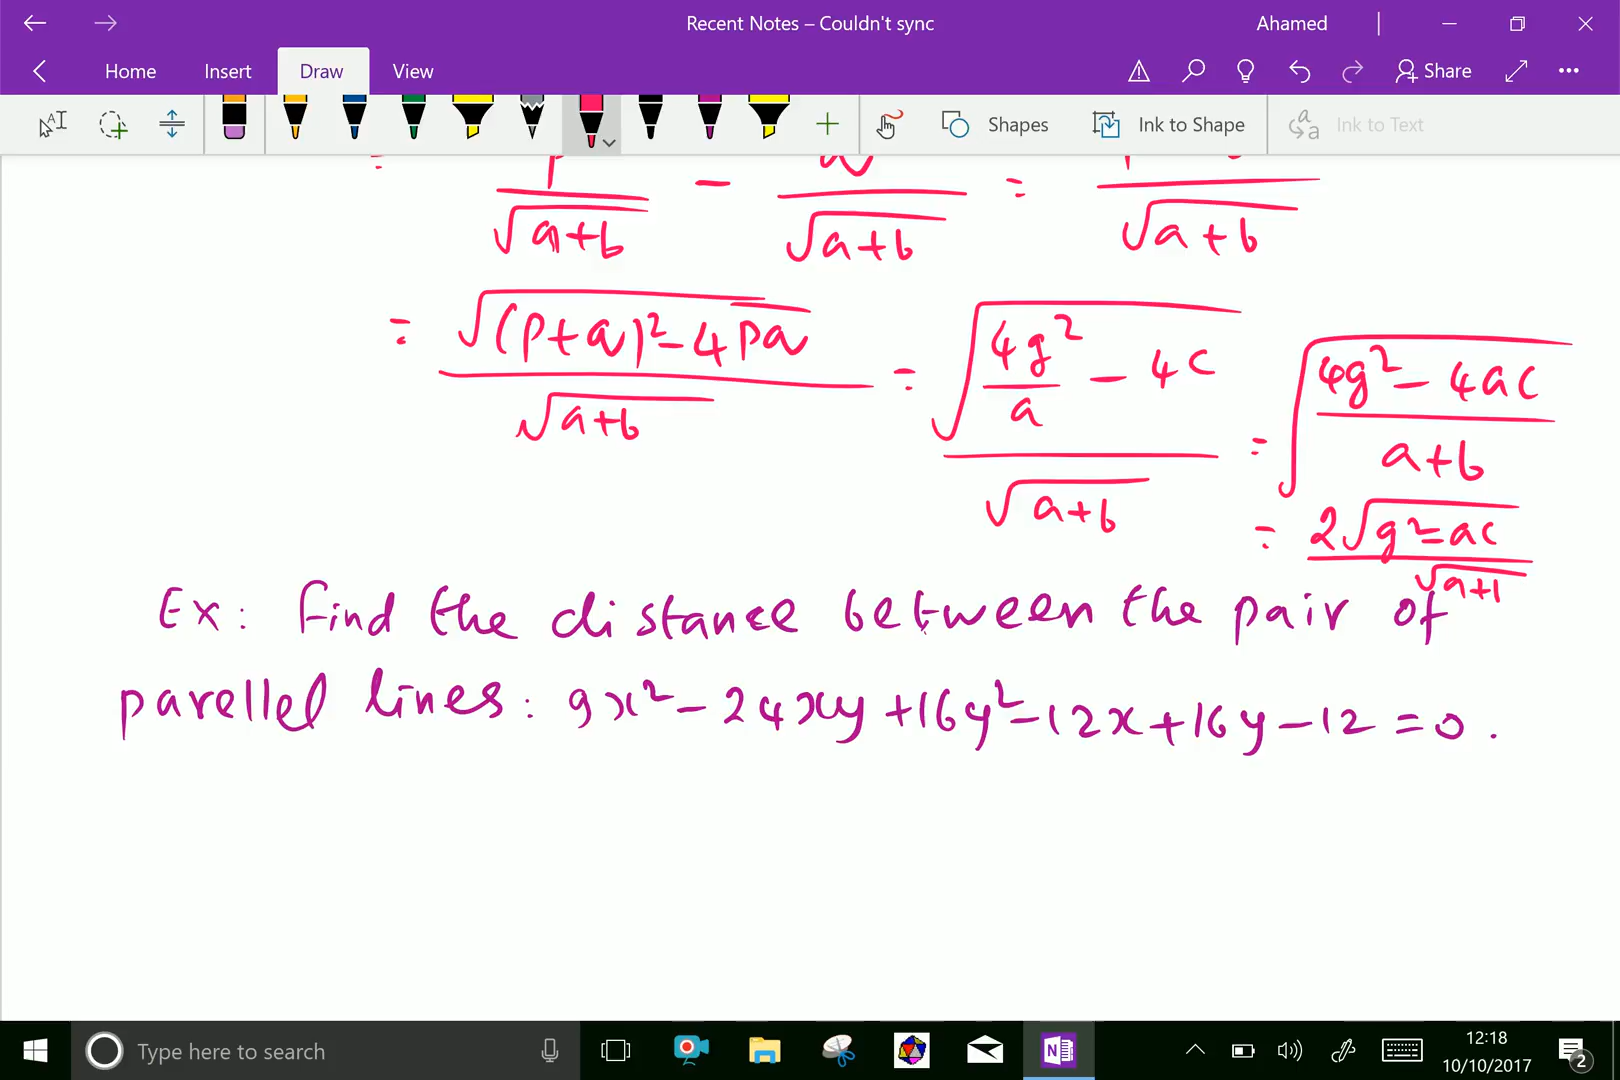 Recent Notes – Couldn't sync
Ahamed
Home Insert Draw View Share
Shapes Ink to Shape Ink to Text
√a+b − √a+b = √a+b
= √(p+q)² − 4pq / √a+b = √4g²/a − 4c / √a+b = √4g² − 4ac / a+b
= 2√g² − ac / √a+1
Ex: Find the distance between the pair of
parellel lines: 9x² − 24xy + 16y² − 12x + 16y − 12 = 0.
Type here to search
12:18
10/10/2017
2